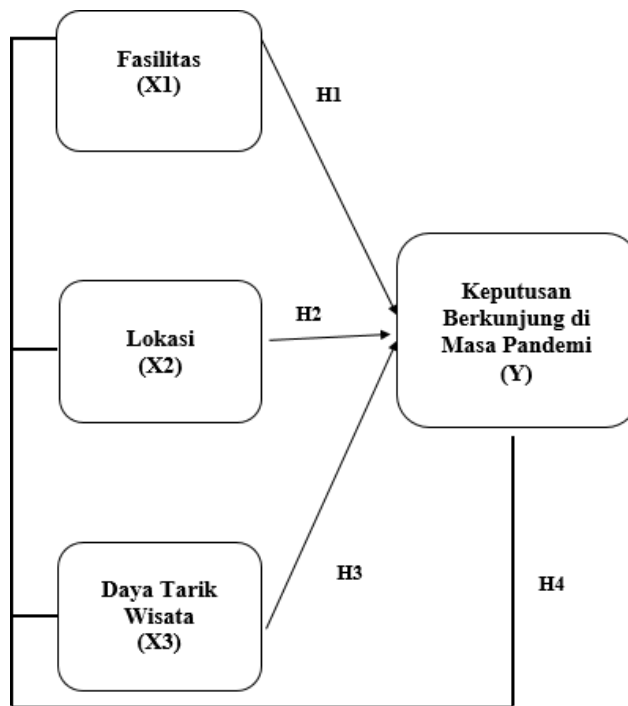 Fasilitas
(X1)
H1
Lokasi
(X2)
H2
Keputusan
Berkunjung di
Masa Pandemi
(Y)
Daya Tarik
Wisata
(X3)
H3
H4